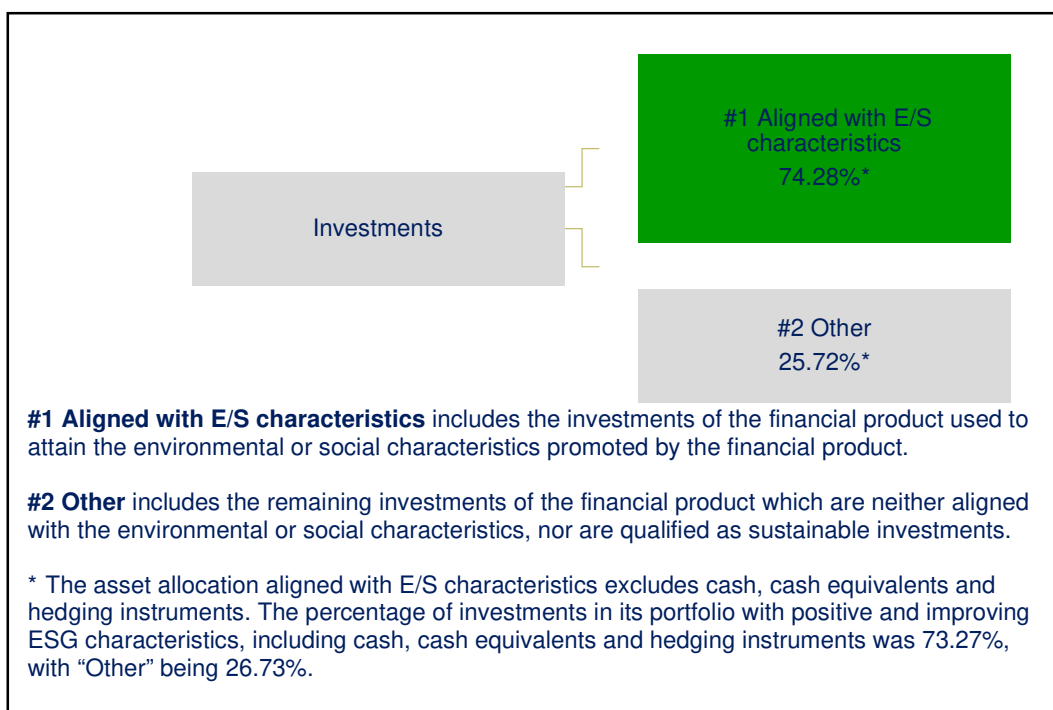 #1 Aligned with E/S
characteristics
74.28%*
Investments
#2 Other
25.72%*
#1 Aligned with E/S characteristics includes the investments of the financial product used to
attain the environmental or social characteristics promoted by the financial product.
#2 Other includes the remaining investments of the financial product which are neither aligned
with the environmental or social characteristics, nor are qualified as sustainable investments.
* The asset allocation aligned with E/S characteristics excludes cash, cash equivalents and
hedging instruments. The percentage of investments in its portfolio with positive and improving
ESG characteristics, including cash, cash equivalents and hedging instruments was 73.27%,
with “Other” being 26.73%.